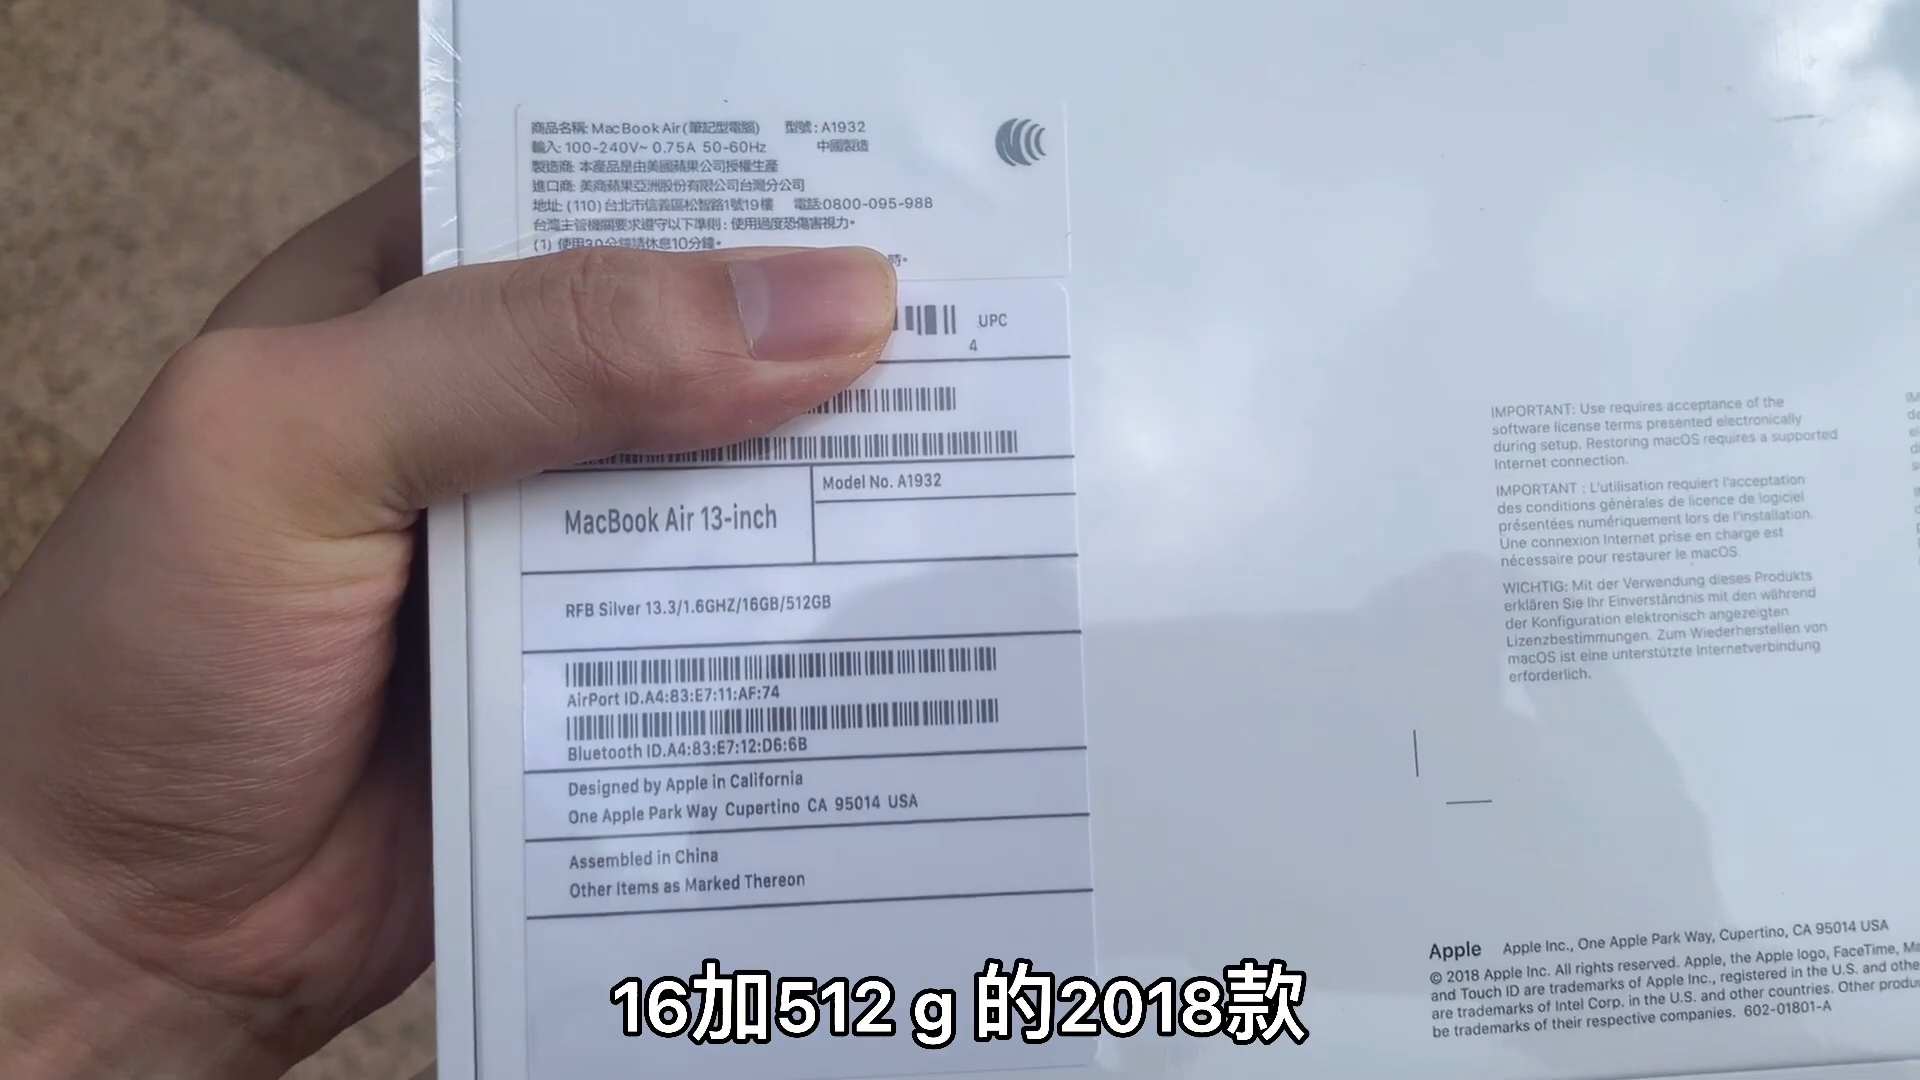 商品名稱: MacBook Air(筆記型電腦) 型號: A1932
輸入: 100-240V~ 0.75A 50-60Hz 中國製造
製造商: 本產品是由美國蘋果公司授權生產
進口商: 美商蘋果亞洲股份有限公司台灣分公司
地址: (110)台北市信義區松智路1號19樓 電話:0800-095-988
台灣主管機關要求遵守以下準則: 使用過度恐傷害視力。
(1) 使用30分鐘請休息10分鐘。
時。
UPC
4
Model No. A1932
MacBook Air 13-inch
RFB Silver 13.3/1.6GHZ/16GB/512GB
AirPort ID.A4:83:E7:11:AF:74
Bluetooth ID.A4:83:E7:12:D6:6B
Designed by Apple in California
One Apple Park Way Cupertino CA 95014 USA
Assembled in China
Other Items as Marked Thereon
IMPORTANT: Use requires acceptance of the
software license terms presented electronically
during setup. Restoring macOS requires a supported
Internet connection.
IMPORTANT : L'utilisation requiert l'acceptation
des conditions générales de licence de logiciel
présentées numériquement lors de l'installation.
Une connexion Internet prise en charge est
nécessaire pour restaurer le macOS.
WICHTIG: Mit der Verwendung dieses Produkts
erklären Sie Ihr Einverständnis mit den während
der Konfiguration elektronisch angezeigten
Lizenzbestimmungen. Zum Wiederherstellen von
macOS ist eine unterstützte Internetverbindung
erforderlich.
Apple Apple Inc., One Apple Park Way, Cupertino, CA 95014 USA
© 2018 Apple Inc. All rights reserved. Apple, the Apple logo, FaceTime,
and Touch ID are trademarks of Apple Inc., registered in the U.S. and
are trademarks of Intel Corp. in the U.S. and other countries. Other
be trademarks of their respective companies. 602-01801-A
16加512 g 的2018款